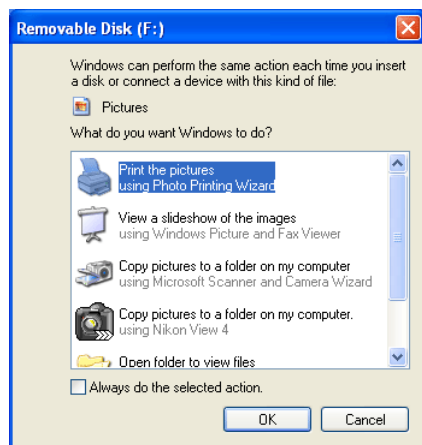 Removable Disk (F:)
Windows can perform the same action each time you insert
a disk or connect a device with this kind of file:
Pictures
What do you want Windows to do?
Print the pictures
using Photo Printing Wizard
View a slideshow of the images
using Windows Picture and Fax Viewer
Copy pictures to a folder on my computer
using Microsoft Scanner and Camera Wizard
Copy pictures to a folder on my computer.
using Nikon View 4
Open folder to view files
Always do the selected action.
OK
Cancel